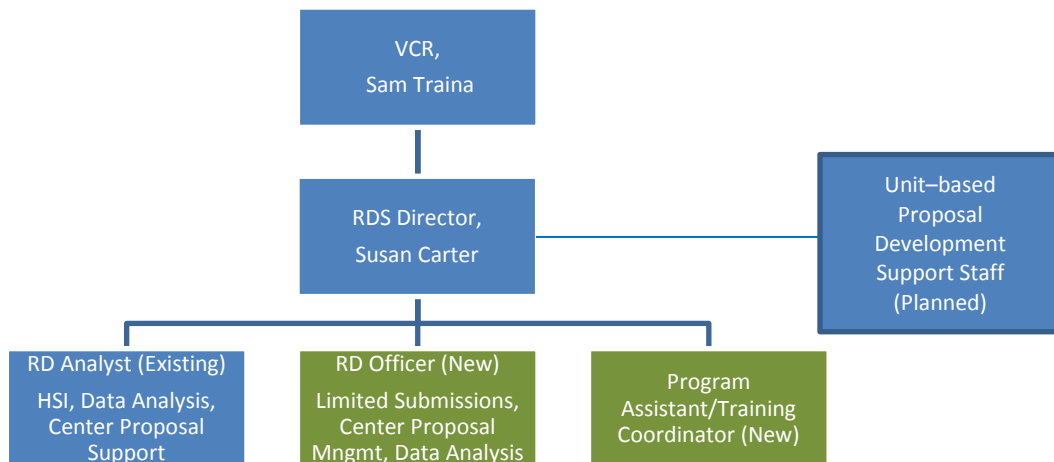 VCR,
Sam Traina
RDS Director,
Susan Carter
Unit–based
Proposal
Development
Support Staff
(Planned)
RD Analyst (Existing)
HSI, Data Analysis,
Center Proposal
Support
RD Officer (New)
Limited Submissions,
Center Proposal
Mngmt, Data Analysis
Program
Assistant/Training
Coordinator (New)